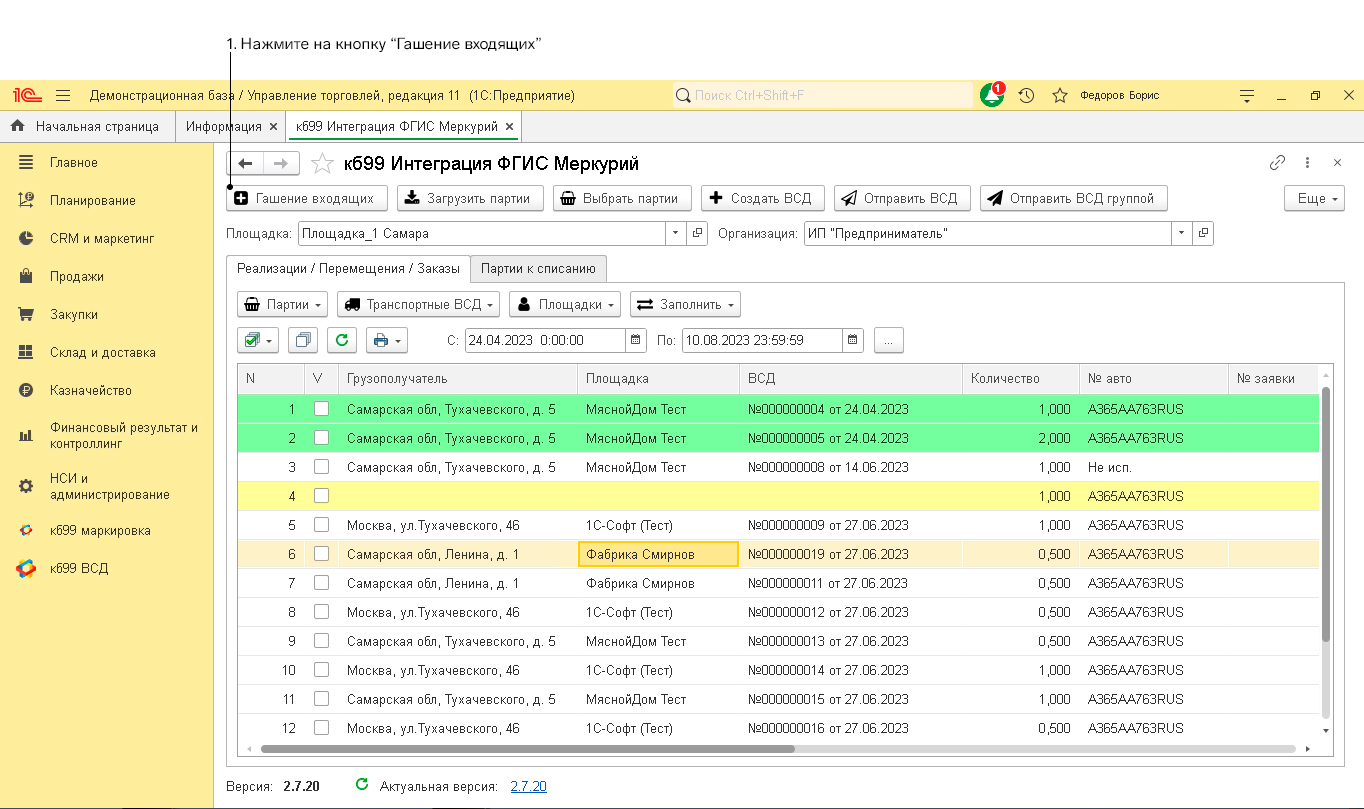 1. Нажмите на кнопку “Гашение входящих”
1С Демонстрационная база / Управление торговлей, редакция 11 (1С:Предприятие) Поиск Ctrl+Shift+F 1 Федоров Борис
Начальная страница Информация × кб99 Интеграция ФГИС Меркурий ×
Главное
Планирование
CRM и маркетинг
Продажи
Закупки
Склад и доставка
Казначейство
Финансовый результат и
контроллинг
НСИ и
администрирование
кб99 маркировка
кб99 ВСД
кб99 Интеграция ФГИС Меркурий
Гашение входящих Загрузить партии Выбрать партии Создать ВСД Отправить ВСД Отправить ВСД группой Еще
Площадка: Площадка_1 Самара Организация: ИП "Предприниматель"
Реализации / Перемещения / Заказы Партии к списанию
Партии Транспортные ВСД Площадки Заполнить
С: 24.04.2023 0:00:00 По: 10.08.2023 23:59:59 ...
N V Грузополучатель Площадка ВСД Количество № авто № заявки
1 Самарская обл, Тухачевского, д. 5 МяснойДом Тест №000000004 от 24.04.2023 1,000 А365АА763RUS
2 Самарская обл, Тухачевского, д. 5 МяснойДом Тест №000000005 от 24.04.2023 2,000 А365АА763RUS
3 Самарская обл, Тухачевского, д. 5 МяснойДом Тест №000000008 от 14.06.2023 1,000 Не исп.
4 1,000 А365АА763RUS
5 Москва, ул.Тухачевского, 46 1С-Софт (Тест) №000000009 от 27.06.2023 1,000 А365АА763RUS
6 Самарская обл, Ленина, д. 1 Фабрика Смирнов №000000019 от 27.06.2023 0,500 А365АА763RUS
7 Самарская обл, Ленина, д. 1 Фабрика Смирнов №000000011 от 27.06.2023 0,500 А365АА763RUS
8 Москва, ул.Тухачевского, 46 1С-Софт (Тест) №000000012 от 27.06.2023 0,500 А365АА763RUS
9 Самарская обл, Тухачевского, д. 5 МяснойДом Тест №000000013 от 27.06.2023 0,500 А365АА763RUS
10 Москва, ул.Тухачевского, 46 1С-Софт (Тест) №000000014 от 27.06.2023 1,000 А365АА763RUS
11 Самарская обл, Тухачевского, д. 5 МяснойДом Тест №000000015 от 27.06.2023 1,000 А365АА763RUS
12 Москва, ул.Тухачевского, 46 1С-Софт (Тест) №000000016 от 27.06.2023 0,500 А365АА763RUS
Версия: 2.7.20 Актуальная версия: 2.7.20